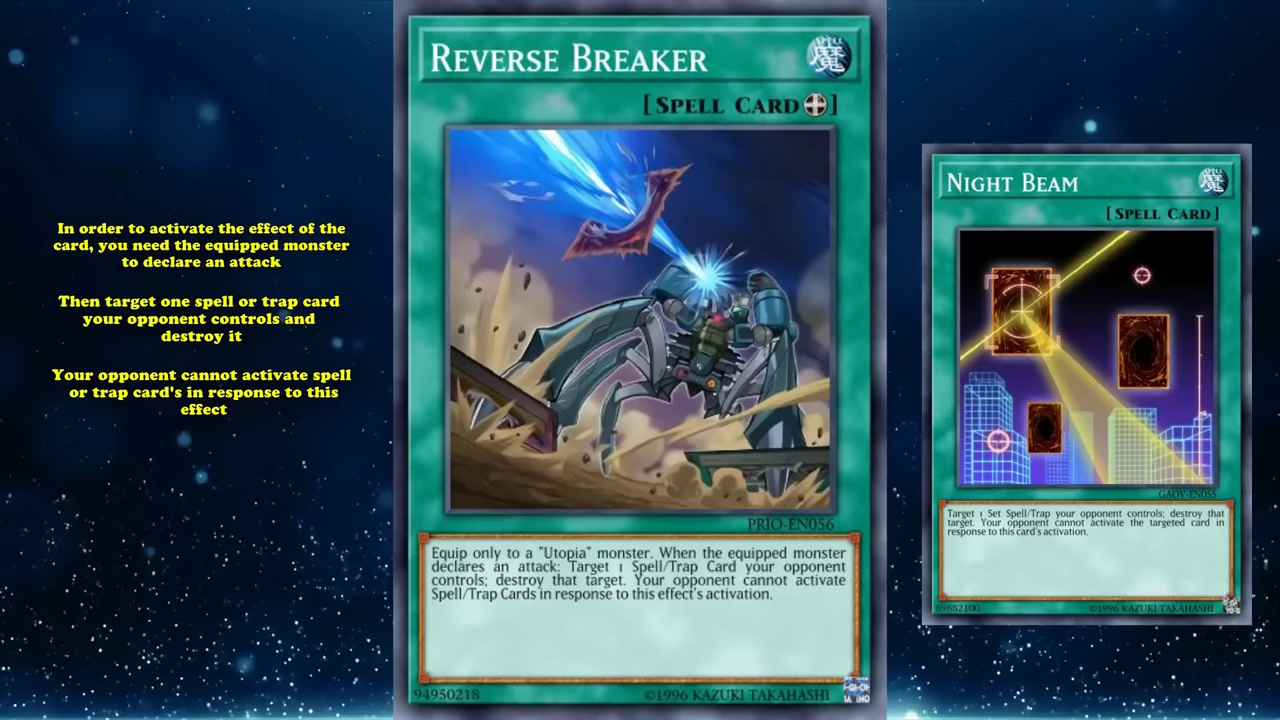 In order to activate the effect of the
card, you need the equipped monster
to declare an attack
Then target one spell or trap card
your opponent controls and
destroy it
Your opponent cannot activate spell
or trap card's in response to this
effect
REVERSE BREAKER
SPELL
魔
[SPELL CARD]
PRIO-EN056
Equip only to a "Utopia" monster. When the equipped monster
declares an attack: Target 1 Spell/Trap Card your opponent
controls; destroy that target. Your opponent cannot activate
Spell/Trap Cards in response to this effect's activation.
94950218
©1996 KAZUKI TAKAHASHI
NIGHT BEAM
魔
[SPELL CARD]
GAOV-EN055
Target 1 Set Spell/Trap your opponent controls; destroy that
target. Your opponent cannot activate the targeted card in
response to this card's activation.
89882100
©1996 KAZUKI TAKAHASHI